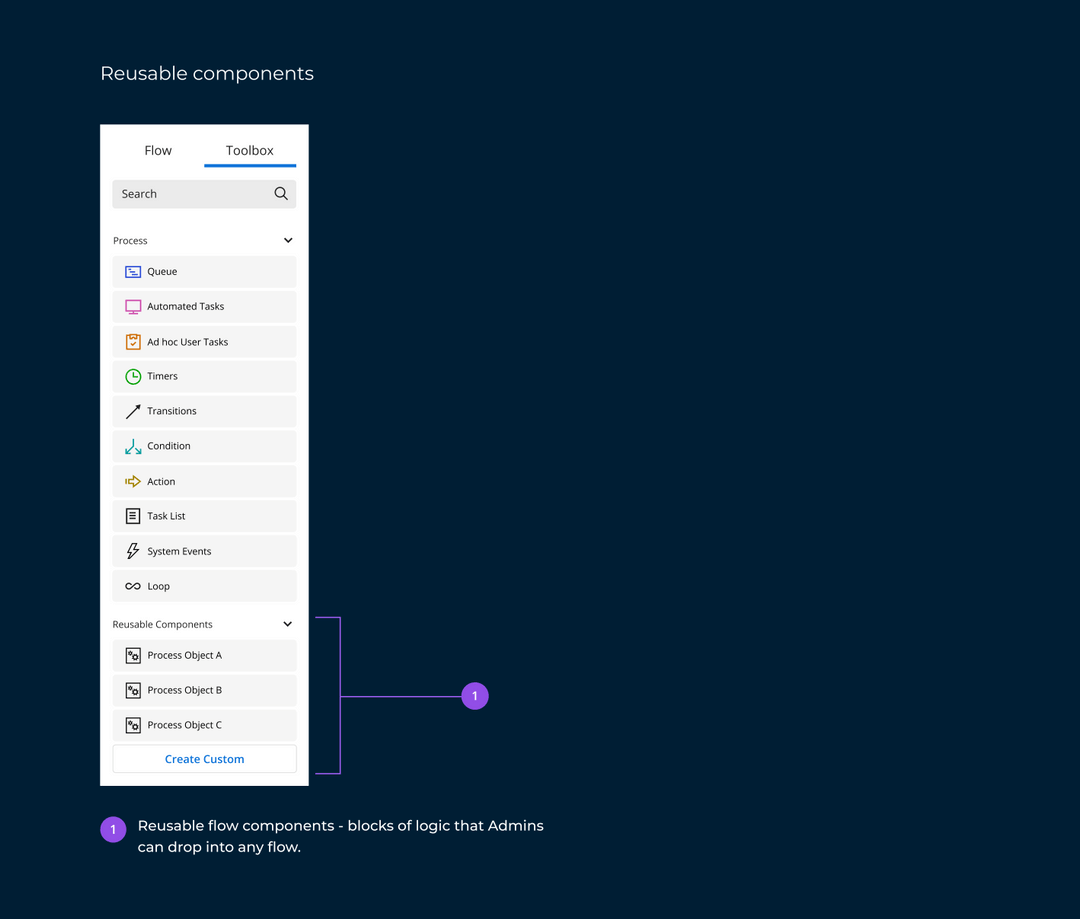 Reusable components
Flow
Toolbox
Search
Process
Queue
Automated Tasks
Ad hoc User Tasks
Timers
Transitions
Condition
Action
Task List
System Events
Loop
Reusable Components
Process Object A
Process Object B
Process Object C
Create Custom
1
1
Reusable flow components - blocks of logic that Admins
can drop into any flow.